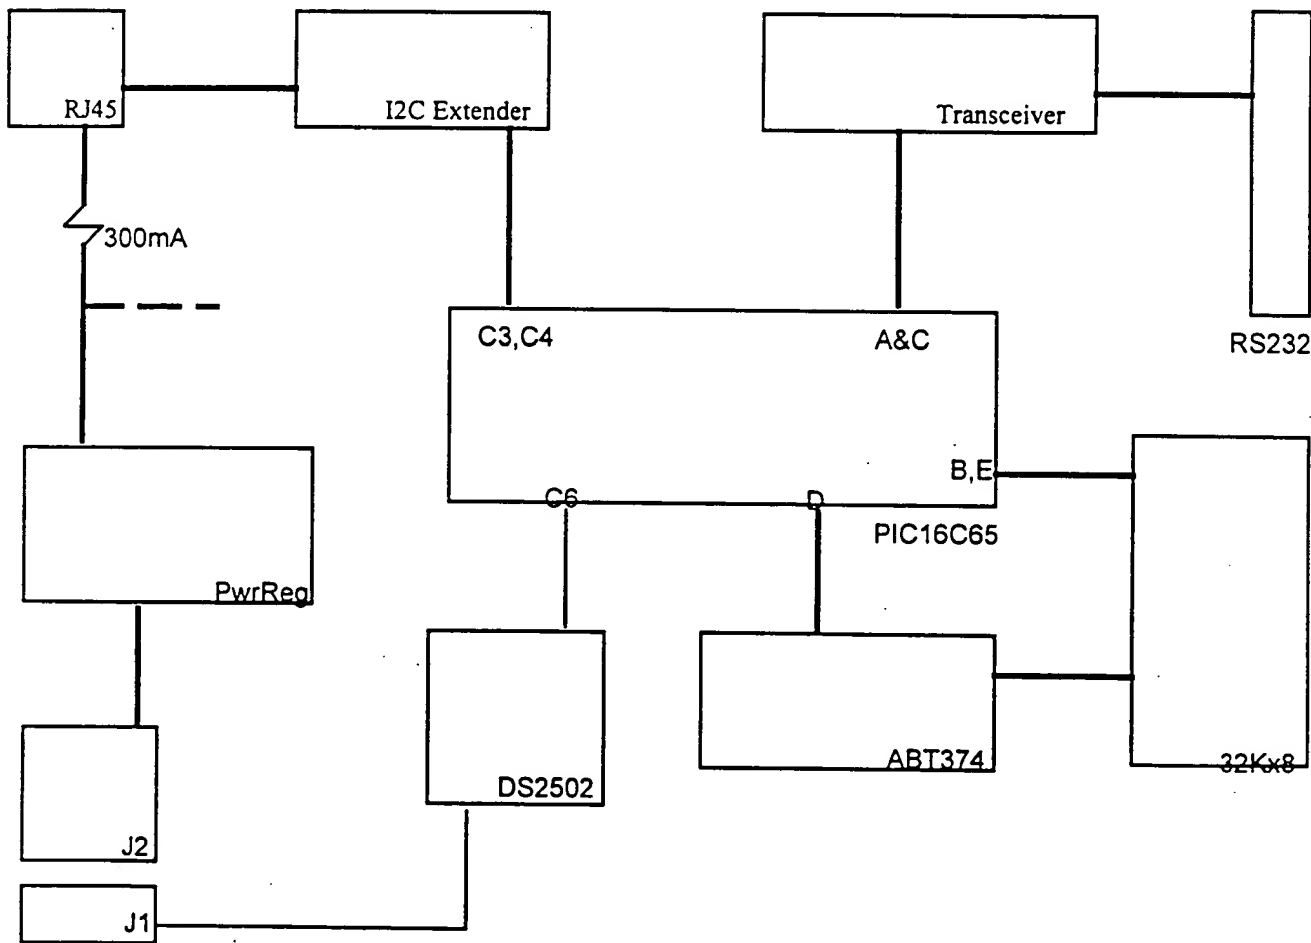 RJ45
I2C Extender
Transceiver
300mA
RS232
C3,C4
A&C
B,E
C6
D
PIC16C65
PwrReg
DS2502
ABT374
32Kx8
J2
J1